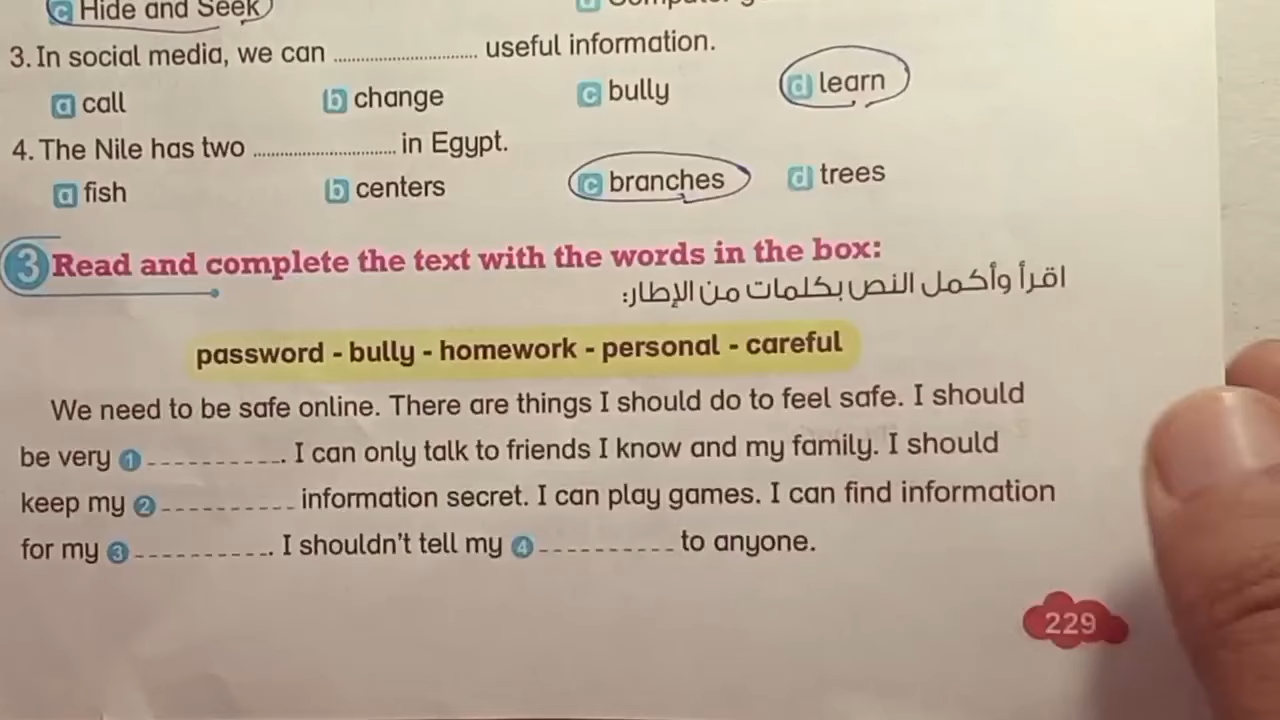 c Hide and Seek
3. In social media, we can .............................. useful information.
a call b change c bully d learn
4. The Nile has two .............................. in Egypt.
a fish b centers c branches d trees
3 Read and complete the text with the words in the box:
اقرأ وأكمل النص بكلمات من الإطار:
password - bully - homework - personal - careful
We need to be safe online. There are things I should do to feel safe. I should
be very 1 __________. I can only talk to friends I know and my family. I should
keep my 2 __________ information secret. I can play games. I can find information
for my 3 __________. I shouldn't tell my 4 __________ to anyone.
229